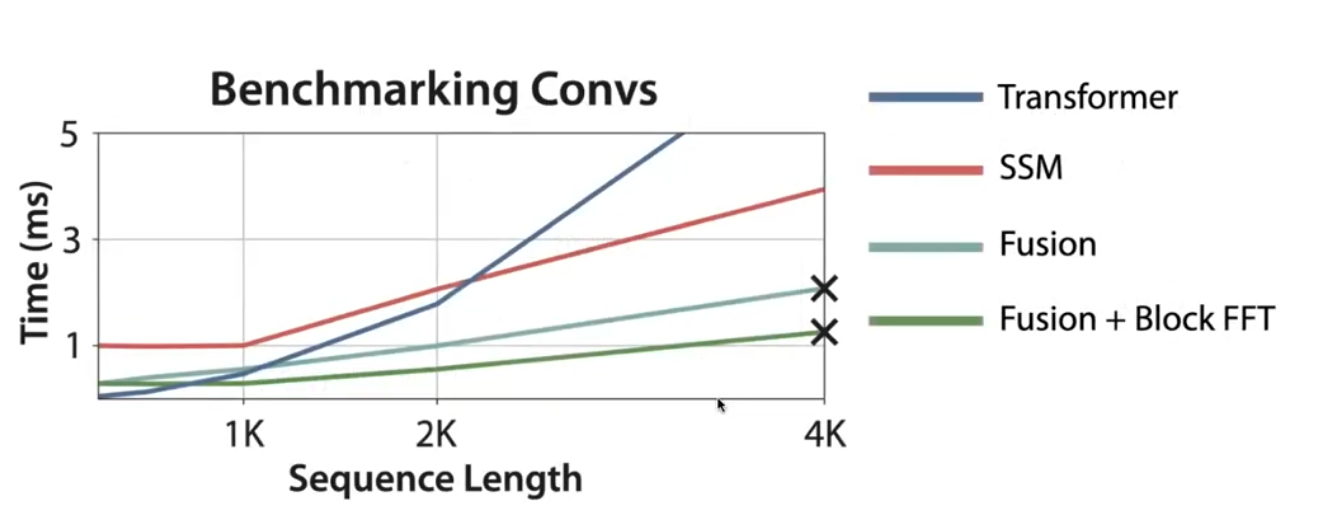 Benchmarking Convs
Transformer
SSM
Fusion
Fusion + Block FFT
Time (ms)
5
3
1
1K
2K
4K
Sequence Length